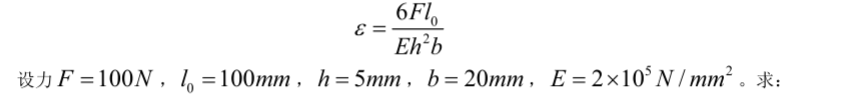 ε = 6Fl₀ / Eh²b
设力 F = 100N， l₀ = 100mm， h = 5mm， b = 20mm， E = 2×10⁵ N / mm² 。求：